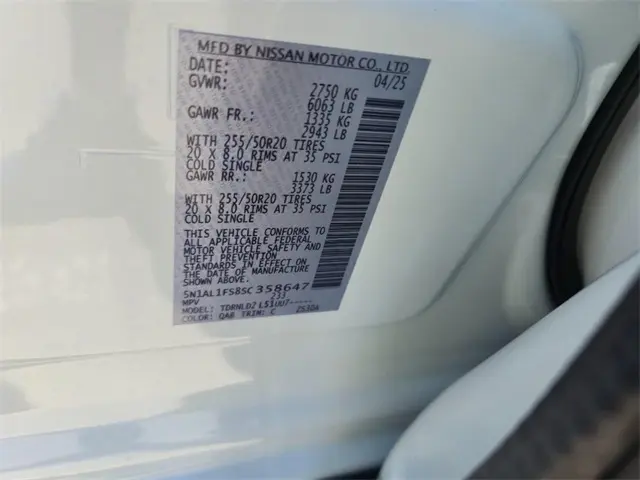 MFD BY NISSAN MOTOR CO., LTD.
DATE: 04/25
GVWR: 2750 KG
6063 LB
GAWR FR.: 1335 KG
2943 LB
WITH 255/50R20 TIRES
20 X 8.0 RIMS AT 35 PSI
COLD SINGLE
GAWR RR.: 1530 KG
3373 LB
WITH 255/50R20 TIRES
20 X 8.0 RIMS AT 35 PSI
COLD SINGLE
THIS VEHICLE CONFORMS TO
ALL APPLICABLE FEDERAL
MOTOR VEHICLE SAFETY AND
THEFT PREVENTION
STANDARDS IN EFFECT ON
THE DATE OF MANUFACTURE
SHOWN ABOVE.
5N1AL1FS8SC358647
MPV 233
MODEL:
COLOR: QAB TRIM: C